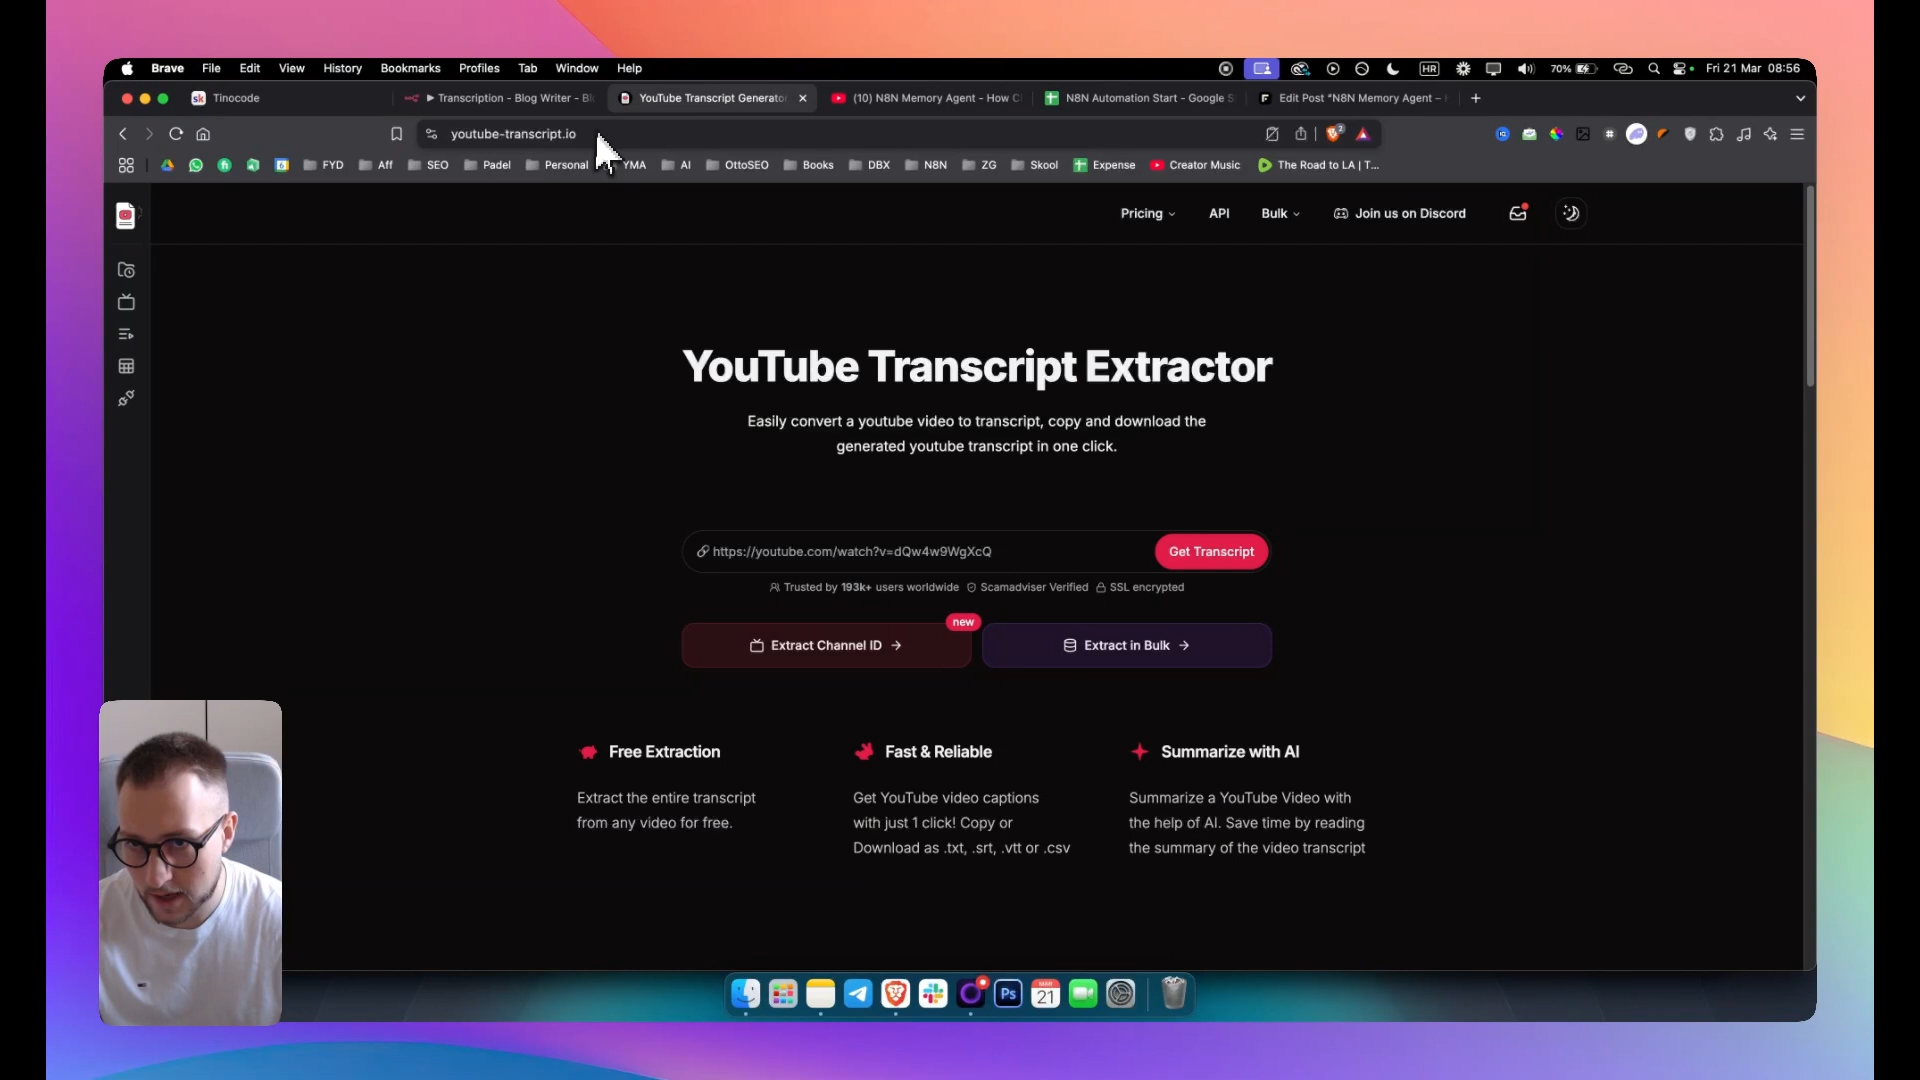 Brave File Edit View History Bookmarks Profiles Tab Window Help
HR 70% Fri 21 Mar 08:56
sk Tinocode
Transcription - Blog Writer - Bl
YouTube Transcript Generator
(10) N8N Memory Agent - How C
N8N Automation Start - Google S
Edit Post “N8N Memory Agent –
youtube-transcript.io
2
FYD Aff SEO Padel Personal YMA AI OttoSEO Books DBX N8N ZG Skool Expense Creator Music The Road to LA | T...
Pricing API Bulk Join us on Discord
YouTube Transcript Extractor
Easily convert a youtube video to transcript, copy and download the
generated youtube transcript in one click.
https://youtube.com/watch?v=dQw4w9WgXcQ Get Transcript
Trusted by 193k+ users worldwide Scamadviser Verified SSL encrypted
new
Extract Channel ID → Extract in Bulk →
Free Extraction
Extract the entire transcript
from any video for free.
Fast & Reliable
Get YouTube video captions
with just 1 click! Copy or
Download as .txt, .srt, .vtt or .csv
Summarize with AI
Summarize a YouTube Video with
the help of AI. Save time by reading
the summary of the video transcript
Ps
MAR
21